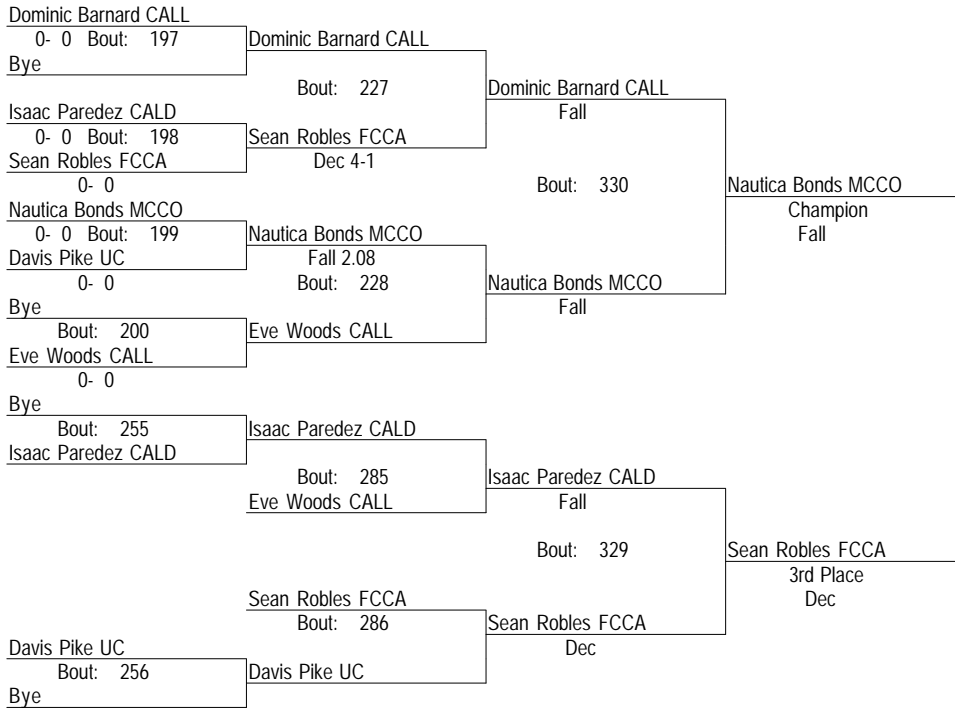 Dominic Barnard CALL
0- 0 Bout: 197
Bye
Dominic Barnard CALL
Bout: 227
Isaac Paredez CALD
0- 0 Bout: 198
Sean Robles FCCA
0- 0
Sean Robles FCCA
Dec 4-1
Dominic Barnard CALL
Fall
Bout: 330
Nautica Bonds MCCO
0- 0 Bout: 199
Davis Pike UC
0- 0
Nautica Bonds MCCO
Fall 2.08
Bout: 228
Bye
Bout: 200
Eve Woods CALL
0- 0
Eve Woods CALL
Nautica Bonds MCCO
Fall
Nautica Bonds MCCO
Champion
Fall
Bye
Bout: 255
Isaac Paredez CALD
Isaac Paredez CALD
Bout: 285
Eve Woods CALL
Isaac Paredez CALD
Fall
Bout: 329
Sean Robles FCCA
Bout: 286
Davis Pike UC
Bout: 256
Bye
Davis Pike UC
Sean Robles FCCA
Dec
Sean Robles FCCA
3rd Place
Dec